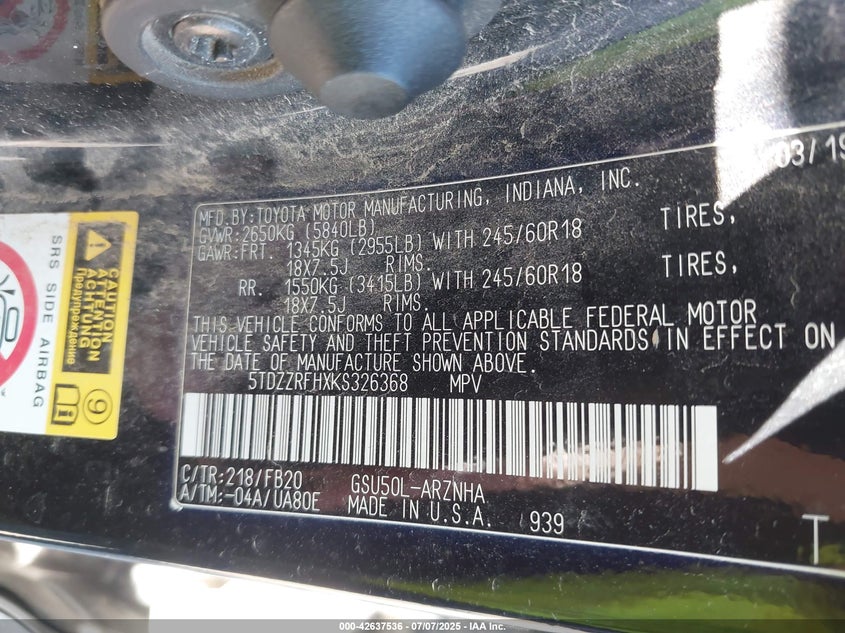 03/19
MFD.BY:TOYOTA MOTOR MANUFACTURING, INDIANA, INC.
GVWR:2650KG (5840LB)
GAWR:FRT. 1345KG (2955LB) WITH 245/60R18 TIRES,
18X7.5J RIMS.
RR. 1550KG (3415LB) WITH 245/60R18 TIRES,
18X7.5J RIMS.
THIS VEHICLE CONFORMS TO ALL APPLICABLE FEDERAL MOTOR
VEHICLE SAFETY AND THEFT PREVENTION STANDARDS IN EFFECT ON
THE DATE OF MANUFACTURE SHOWN ABOVE.
5TDZZRFHXKS326368 MPV
C/TR:218/FB20 GSU50L-ARZNHA
A/TM:-04A/UA80E MADE IN U.S.A. 939
T
SRS SIDE AIRBAG
CAUTION
ATTENTION
ACHTUNG
Предупреждение
9
i
000-42637536 - 07/07/2025 - IAA Inc.